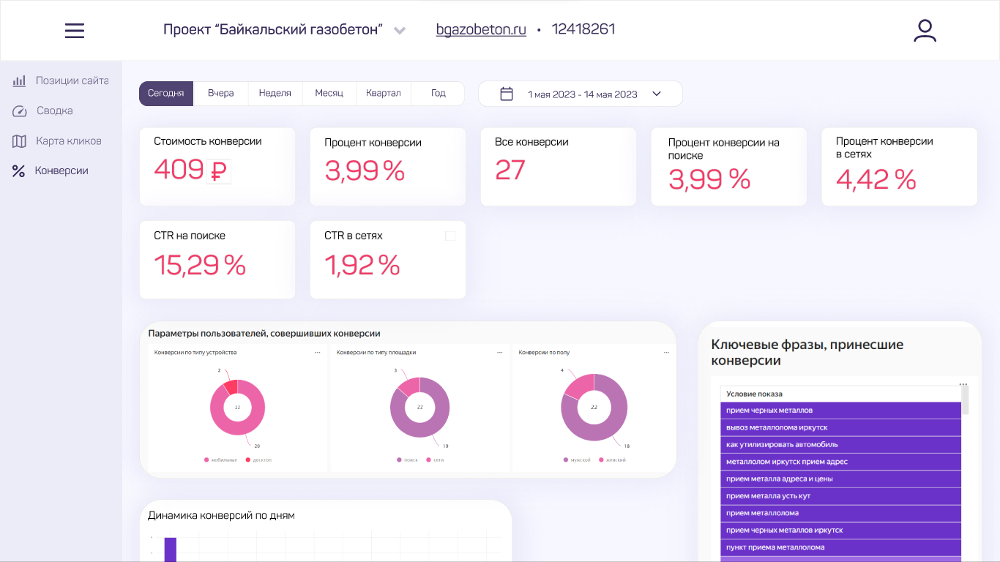 Проект “Байкальский газобетон”
bgazobeton.ru • 12418261
Позиции сайта
Сводка
Карта кликов
Конверсии
Сегодня
Вчера
Неделя
Месяц
Квартал
Год
1 мая 2023 - 14 мая 2023
Стоимость конверсии
409 ₽
Процент конверсии
3,99 %
Все конверсии
27
Процент конверсии на
поиске
3,99 %
Процент конверсии
в сетях
4,42 %
CTR на поиске
15,29 %
CTR в сетях
1,92 %
Параметры пользователей, совершивших конверсии
Конверсии по типу устройства
2
22
20
мобильные
десктоп
Конверсии по типу площадки
3
22
19
поиск
сети
Конверсии по полу
4
22
18
мужской
женский
Ключевые фразы, принесшие
конверсии
Условие показа
прием черных металлов
вывоз металлолома иркутск
как утилизировать автомобиль
металлолом иркутск прием адрес
прием металла адреса и цены
прием металла усть кут
прием металлолома
прием черных металлов иркутск
пункт приема металлолома
Динамика конверсий по дням